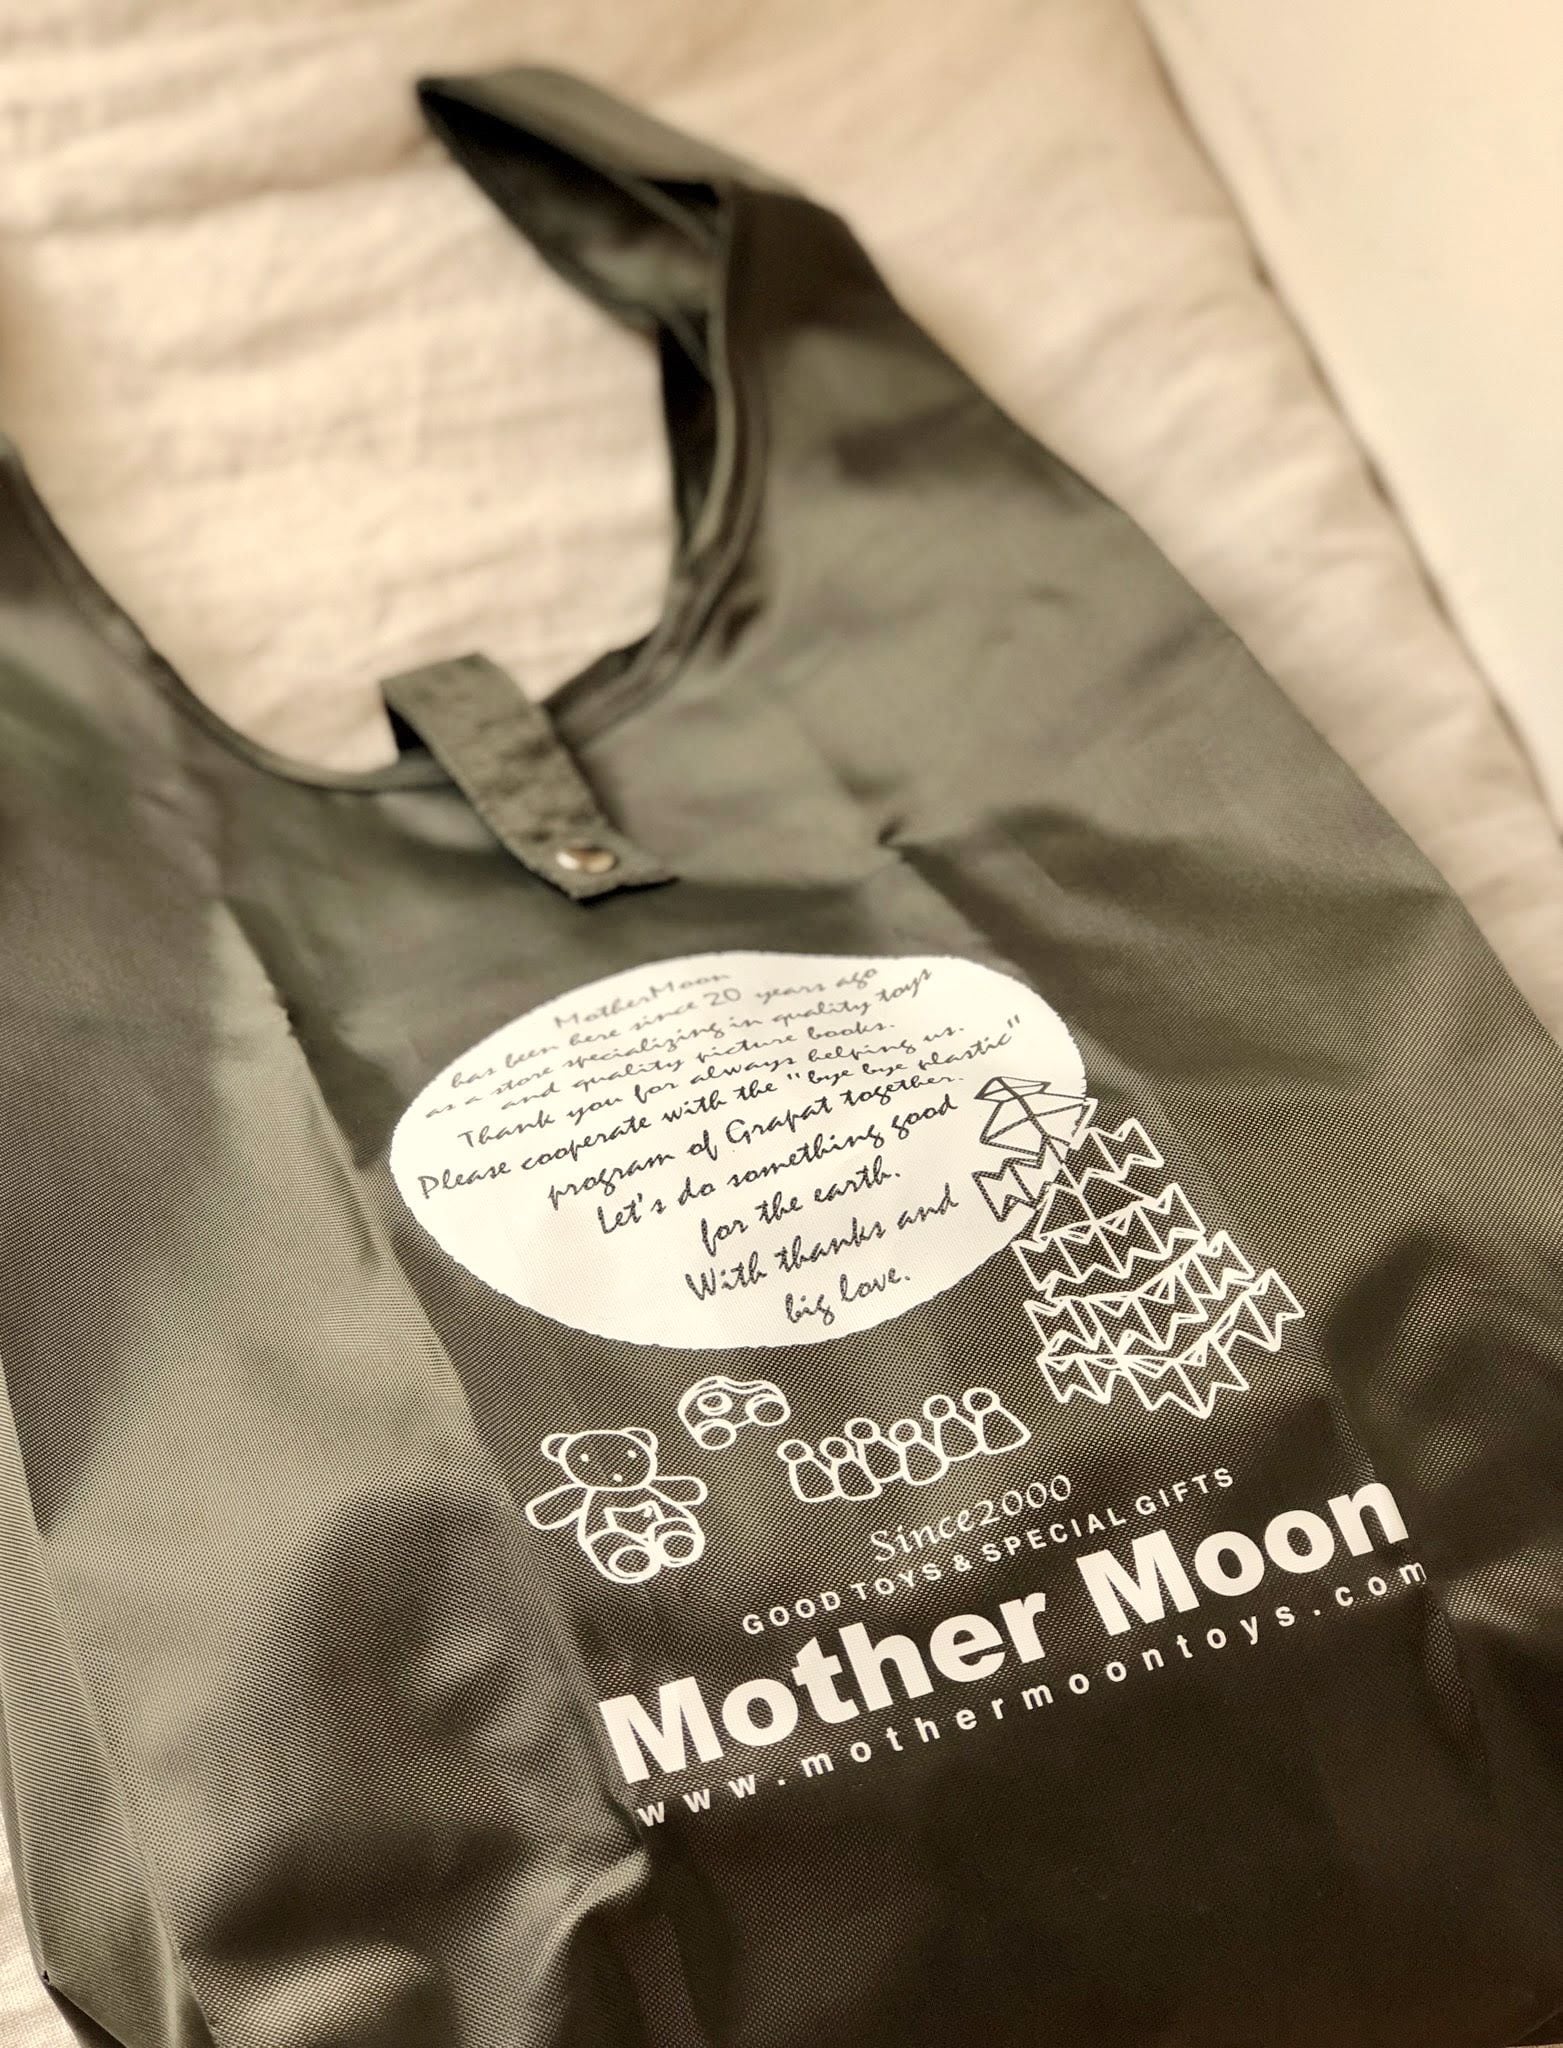 MotherMoon
has been here since 20 years ago
as a store specializing in quality toys
and quality picture books.
Thank you for always helping us.
Please cooperate with the "bye bye plastic"
program of Grapat together.
Let's do something good
for the earth.
With thanks and
big love.
Since2000
GOOD TOYS & SPECIAL GIFTS
Mother Moon
www.mothermoontoys.com